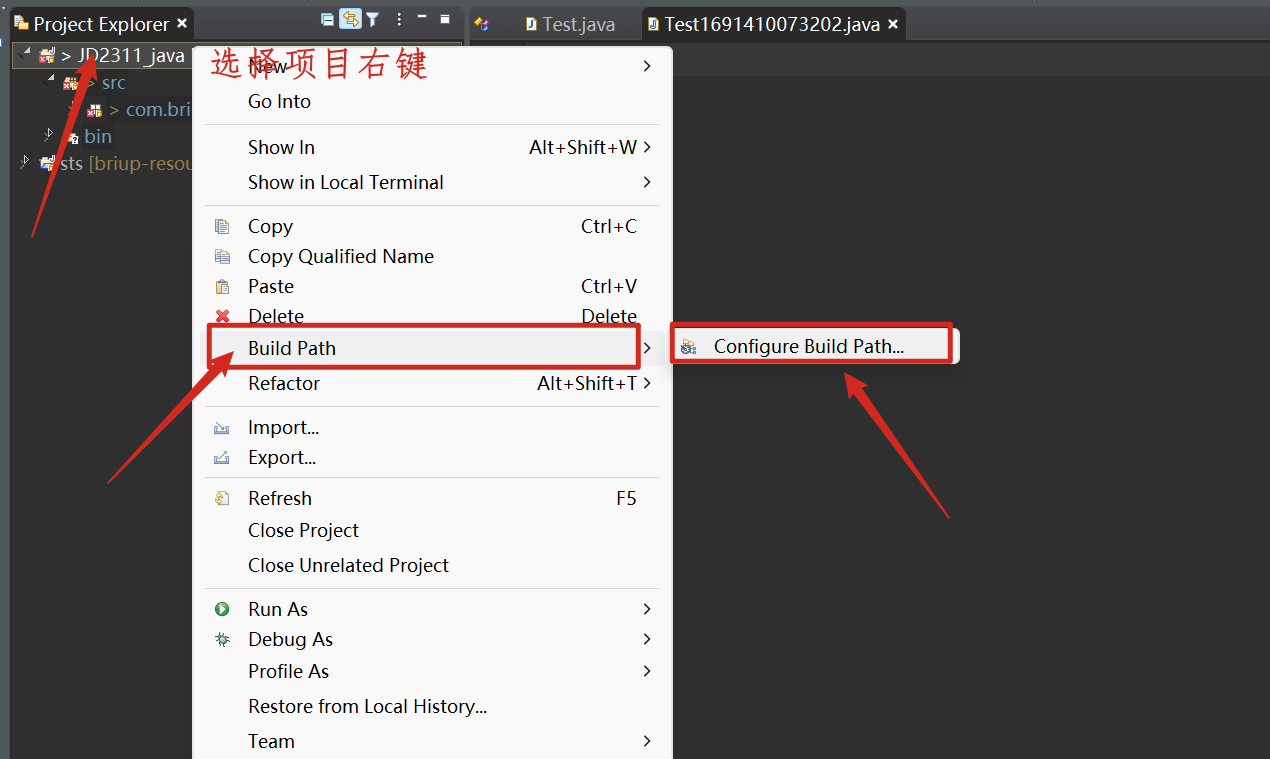 Project Explorer
Test.java
Test1691410073202.java
> JD2311_java
选择项目右键
New
> src
Go Into
> com.bri
bin
Show In Alt+Shift+W
sts [briup-resou
Show in Local Terminal
Copy Ctrl+C
Copy Qualified Name
Paste Ctrl+V
Delete Delete
Build Path
Configure Build Path...
Refactor Alt+Shift+T
Import...
Export...
Refresh F5
Close Project
Close Unrelated Project
Run As
Debug As
Profile As
Restore from Local History...
Team